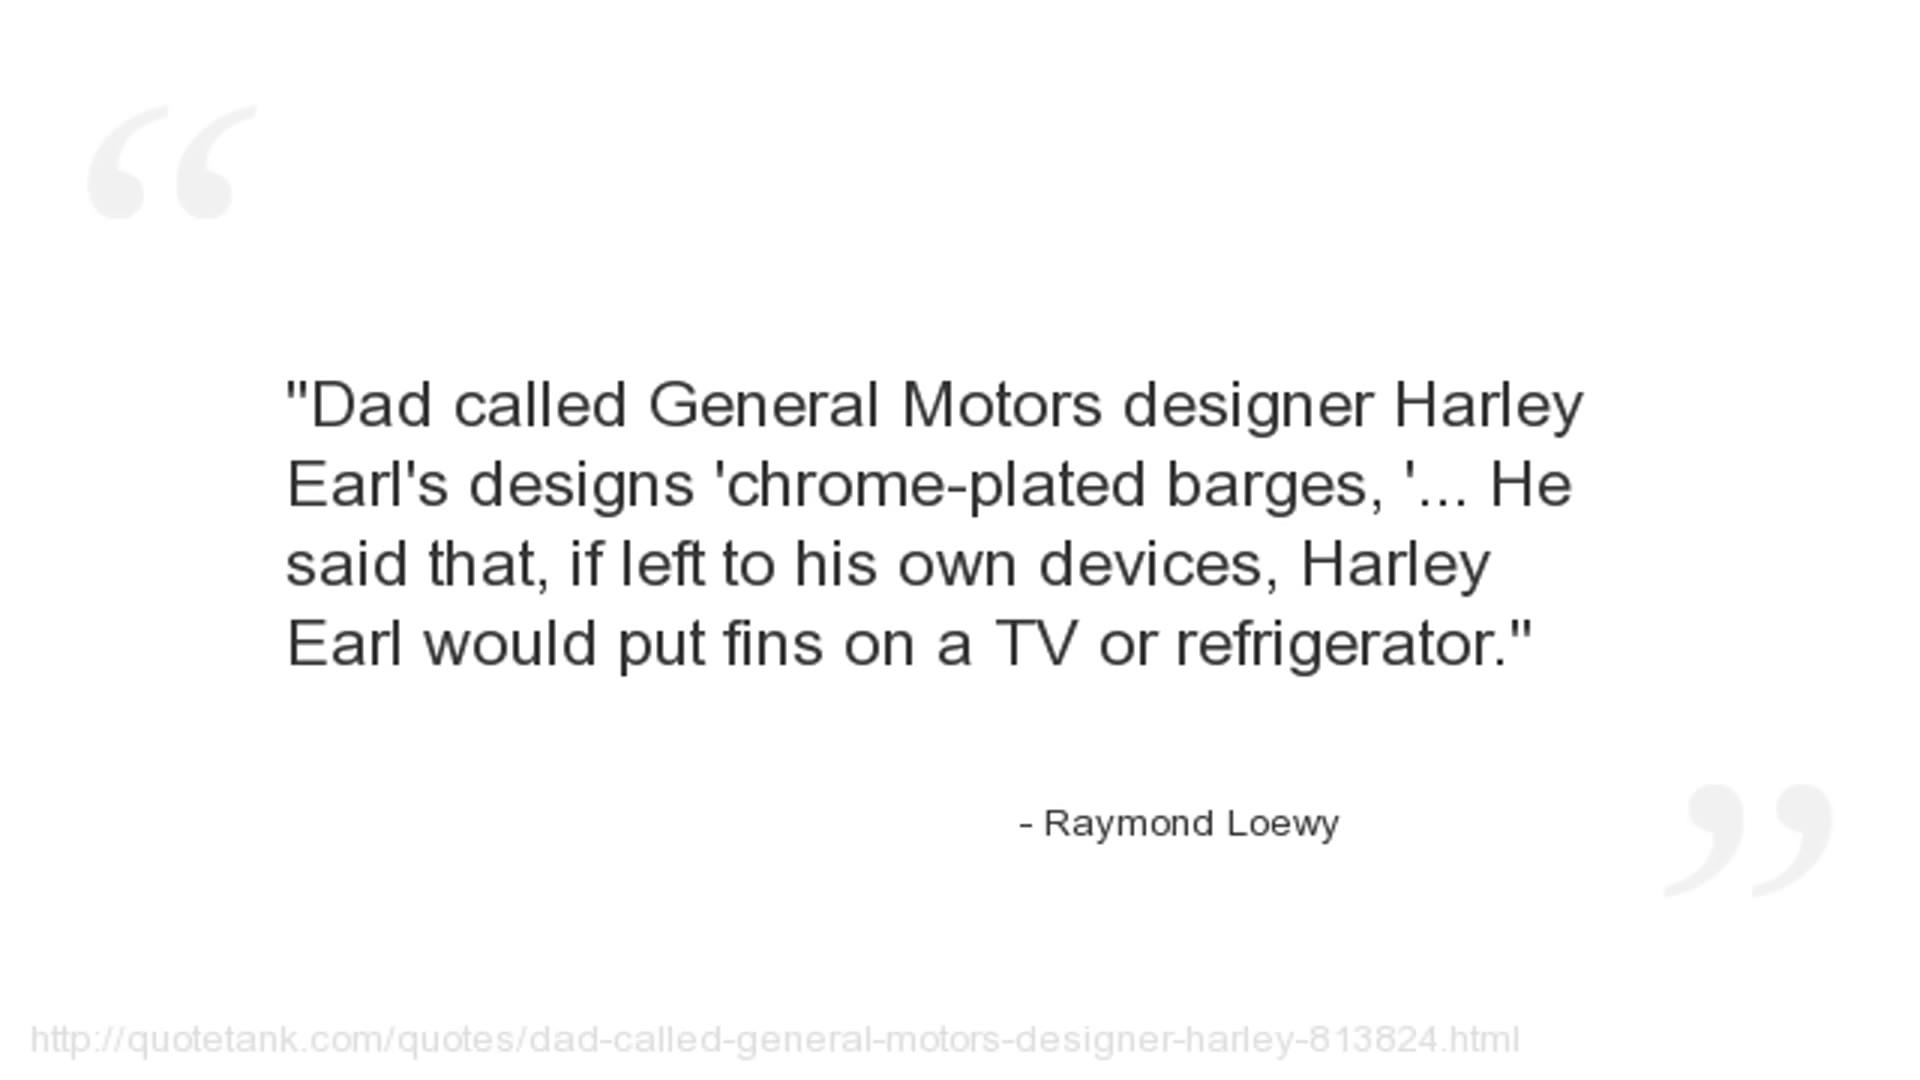 "Dad called General Motors designer Harley
Earl's designs 'chrome-plated barges, '... He
said that, if left to his own devices, Harley
Earl would put fins on a TV or refrigerator."
- Raymond Loewy
http://quotetank.com/quotes/dad-called-general-motors-designer-harley-813824.html